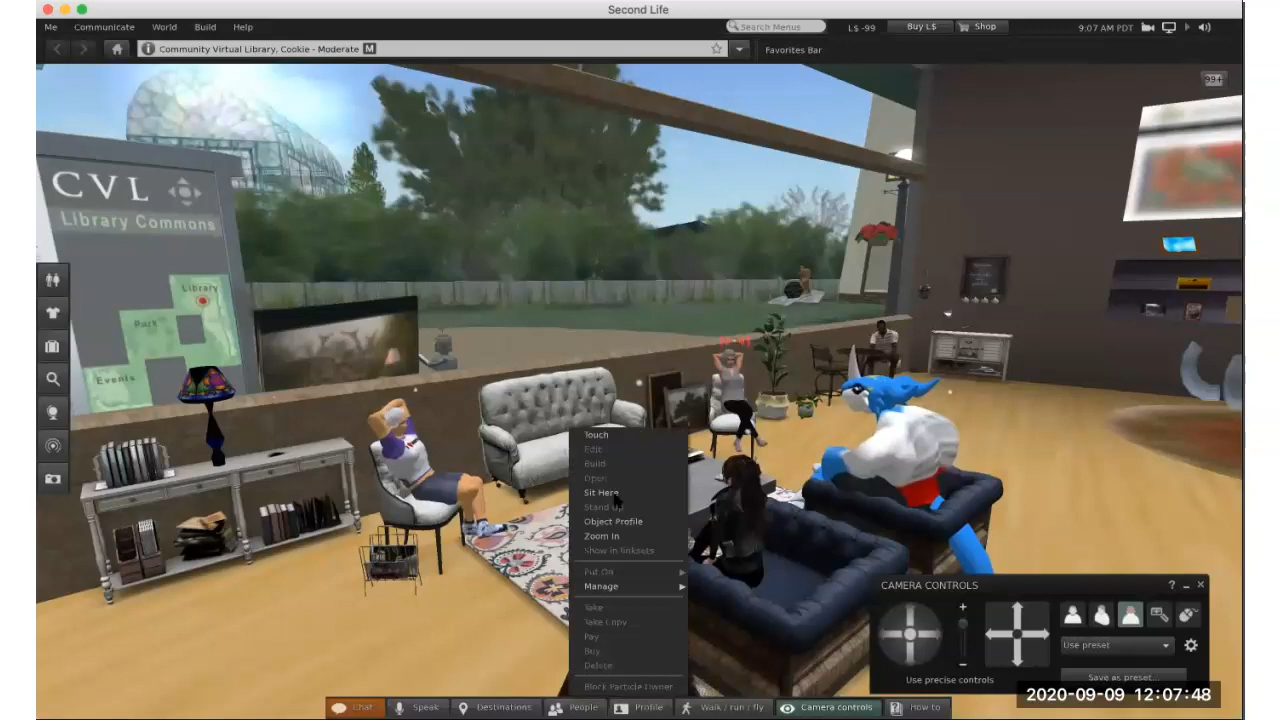 Second Life
Me Communicate World Build Help
Search Menus
L$ -99
Buy L$
Shop
9:07 AM PDT
Community Virtual Library, Cookie - Moderate M
Favorites Bar
99+
CVL
Library Commons
Library
Park
Events
Touch
Edit
Build
Open
Sit Here
Stand Up
Object Profile
Zoom In
Show in linksets
Put On
Manage
Take
Take Copy
Pay
Buy
Delete
Block Particle Owner
CAMERA CONTROLS
?
Use preset
Use precise controls
Save as preset...
2020-09-09 12:07:48
Chat Speak Destinations People Profile Walk / run / fly Camera controls How to